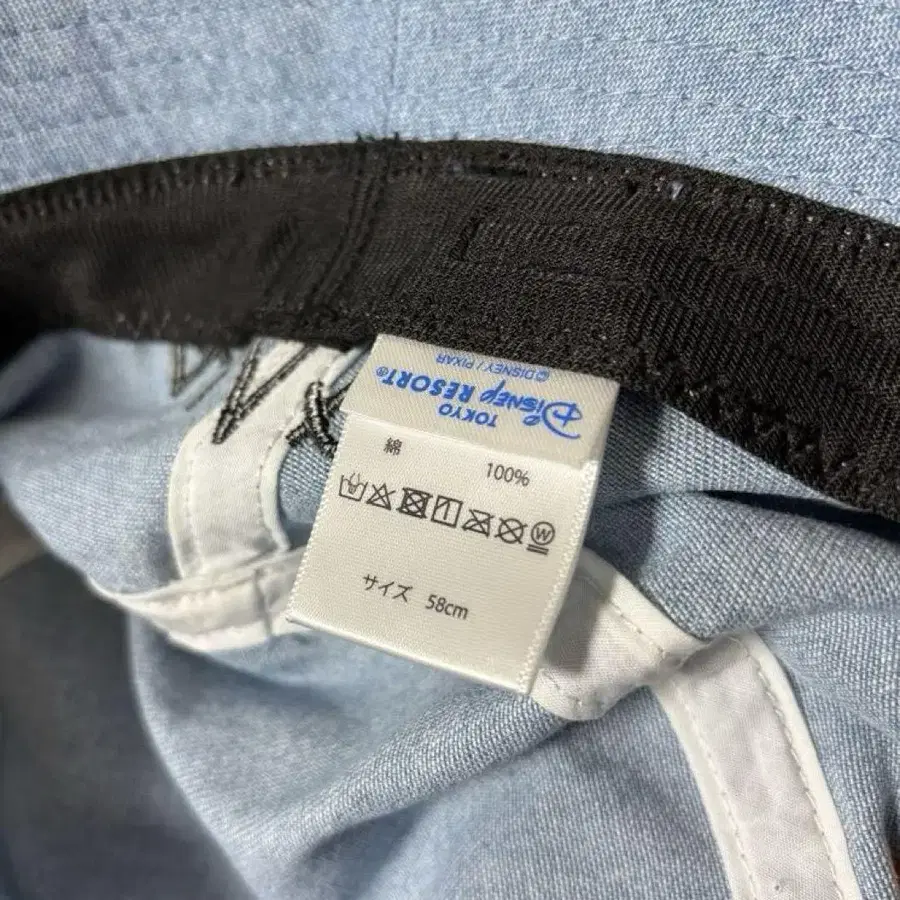 ©DISNEY / PIXAR
TOKYO
Disney RESORT®
綿 100%
W
サイズ 58cm